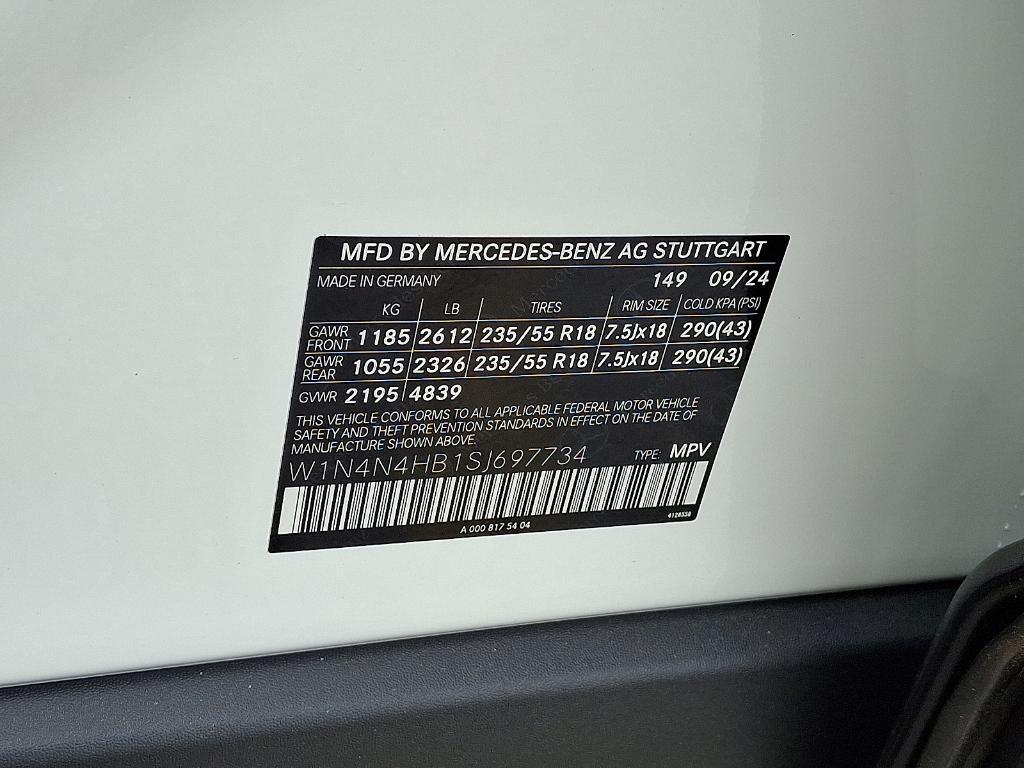 MFD BY MERCEDES-BENZ AG STUTTGART
MADE IN GERMANY 149 09/24
KG LB TIRES RIM SIZE COLD KPA (PSI)
GAWR FRONT 1185 2612 235/55 R18 7.5Jx18 290(43)
GAWR REAR 1055 2326 235/55 R18 7.5Jx18 290(43)
GVWR 2195 4839
THIS VEHICLE CONFORMS TO ALL APPLICABLE FEDERAL MOTOR VEHICLE
SAFETY AND THEFT PREVENTION STANDARDS IN EFFECT ON THE DATE OF
MANUFACTURE SHOWN ABOVE.
W1N4N4HB1SJ697734 TYPE: MPV
A 000 817 54 04